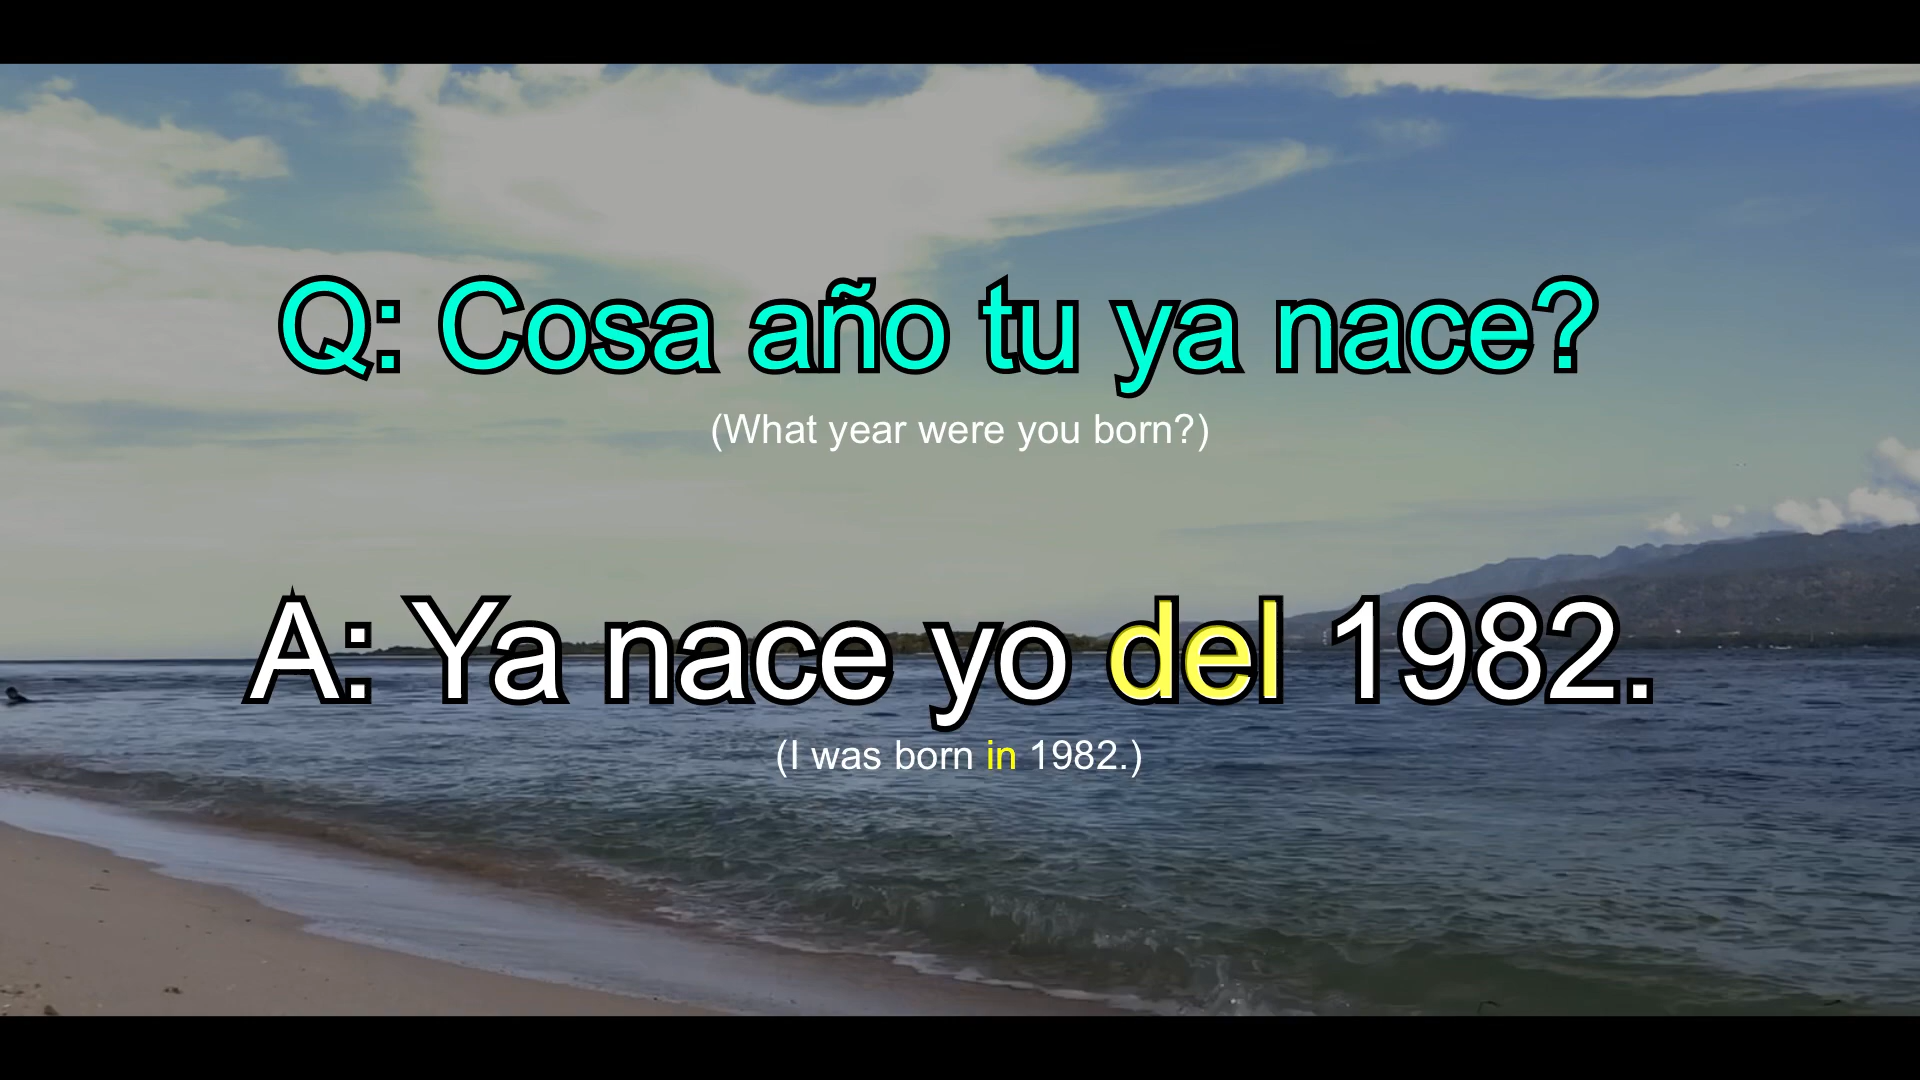 Q: Cosa año tu ya nace?
(What year were you born?)
A: Ya nace yo del 1982.
(I was born in 1982.)